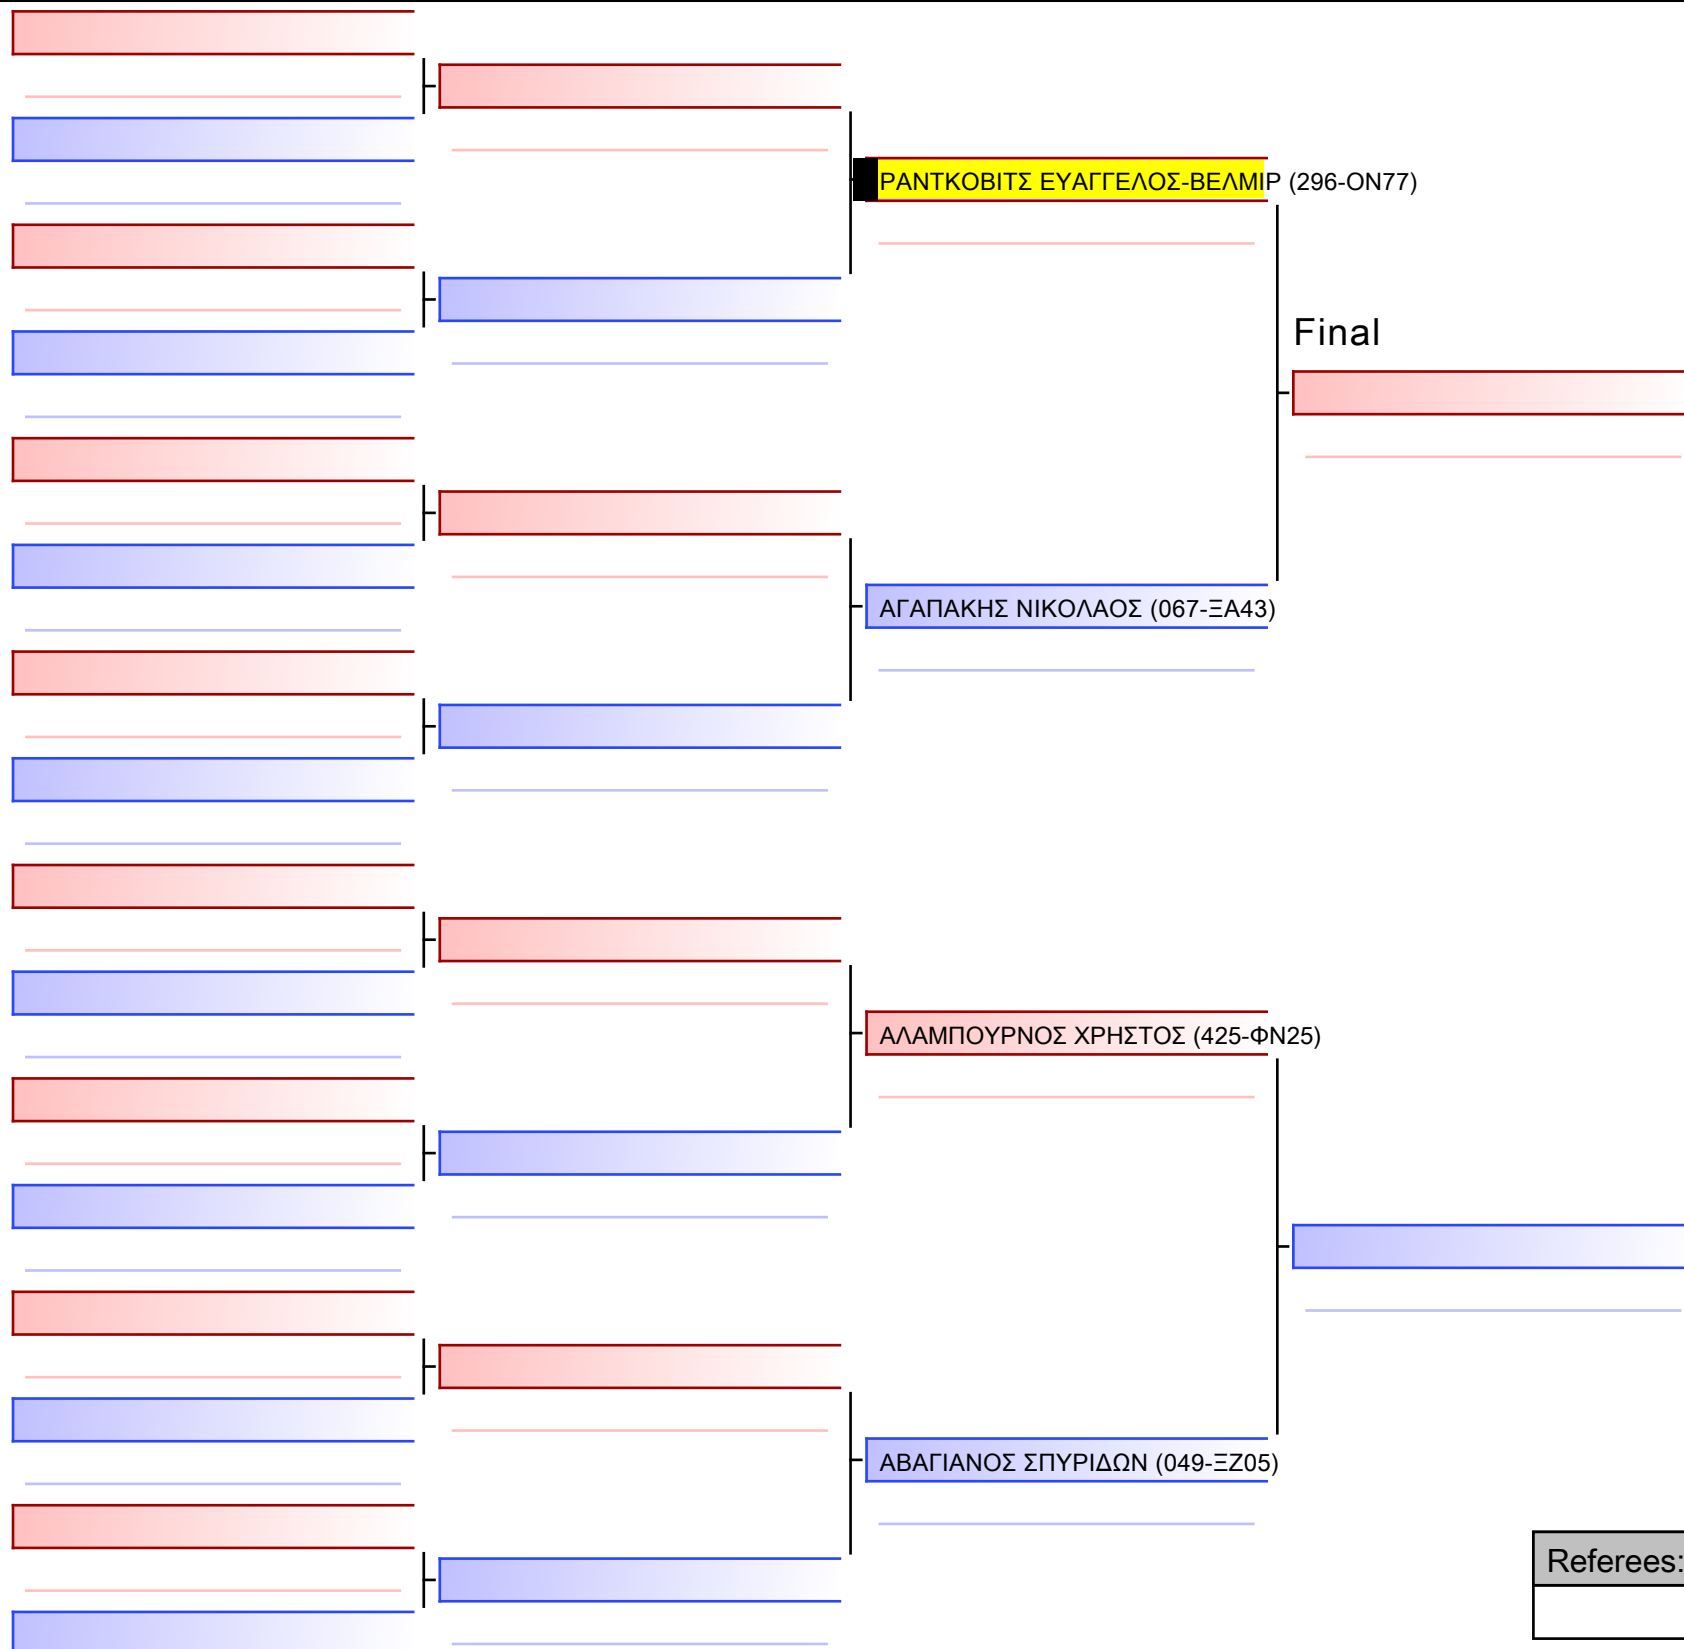 ΡΑΝΤΚΟΒΙΤΣ ΕΥΑΓΓΕΛΟΣ-ΒΕΛΜΙΡ (296-ΟΝ77)
Final
ΑΓΑΠΑΚΗΣ ΝΙΚΟΛΑΟΣ (067-ΞΑ43)
ΑΛΑΜΠΟΥΡΝΟΣ ΧΡΗΣΤΟΣ (425-ΦΝ25)
ΑΒΑΓΙΑΝΟΣ ΣΠΥΡΙΔΩΝ (049-ΞΖ05)
Referees: